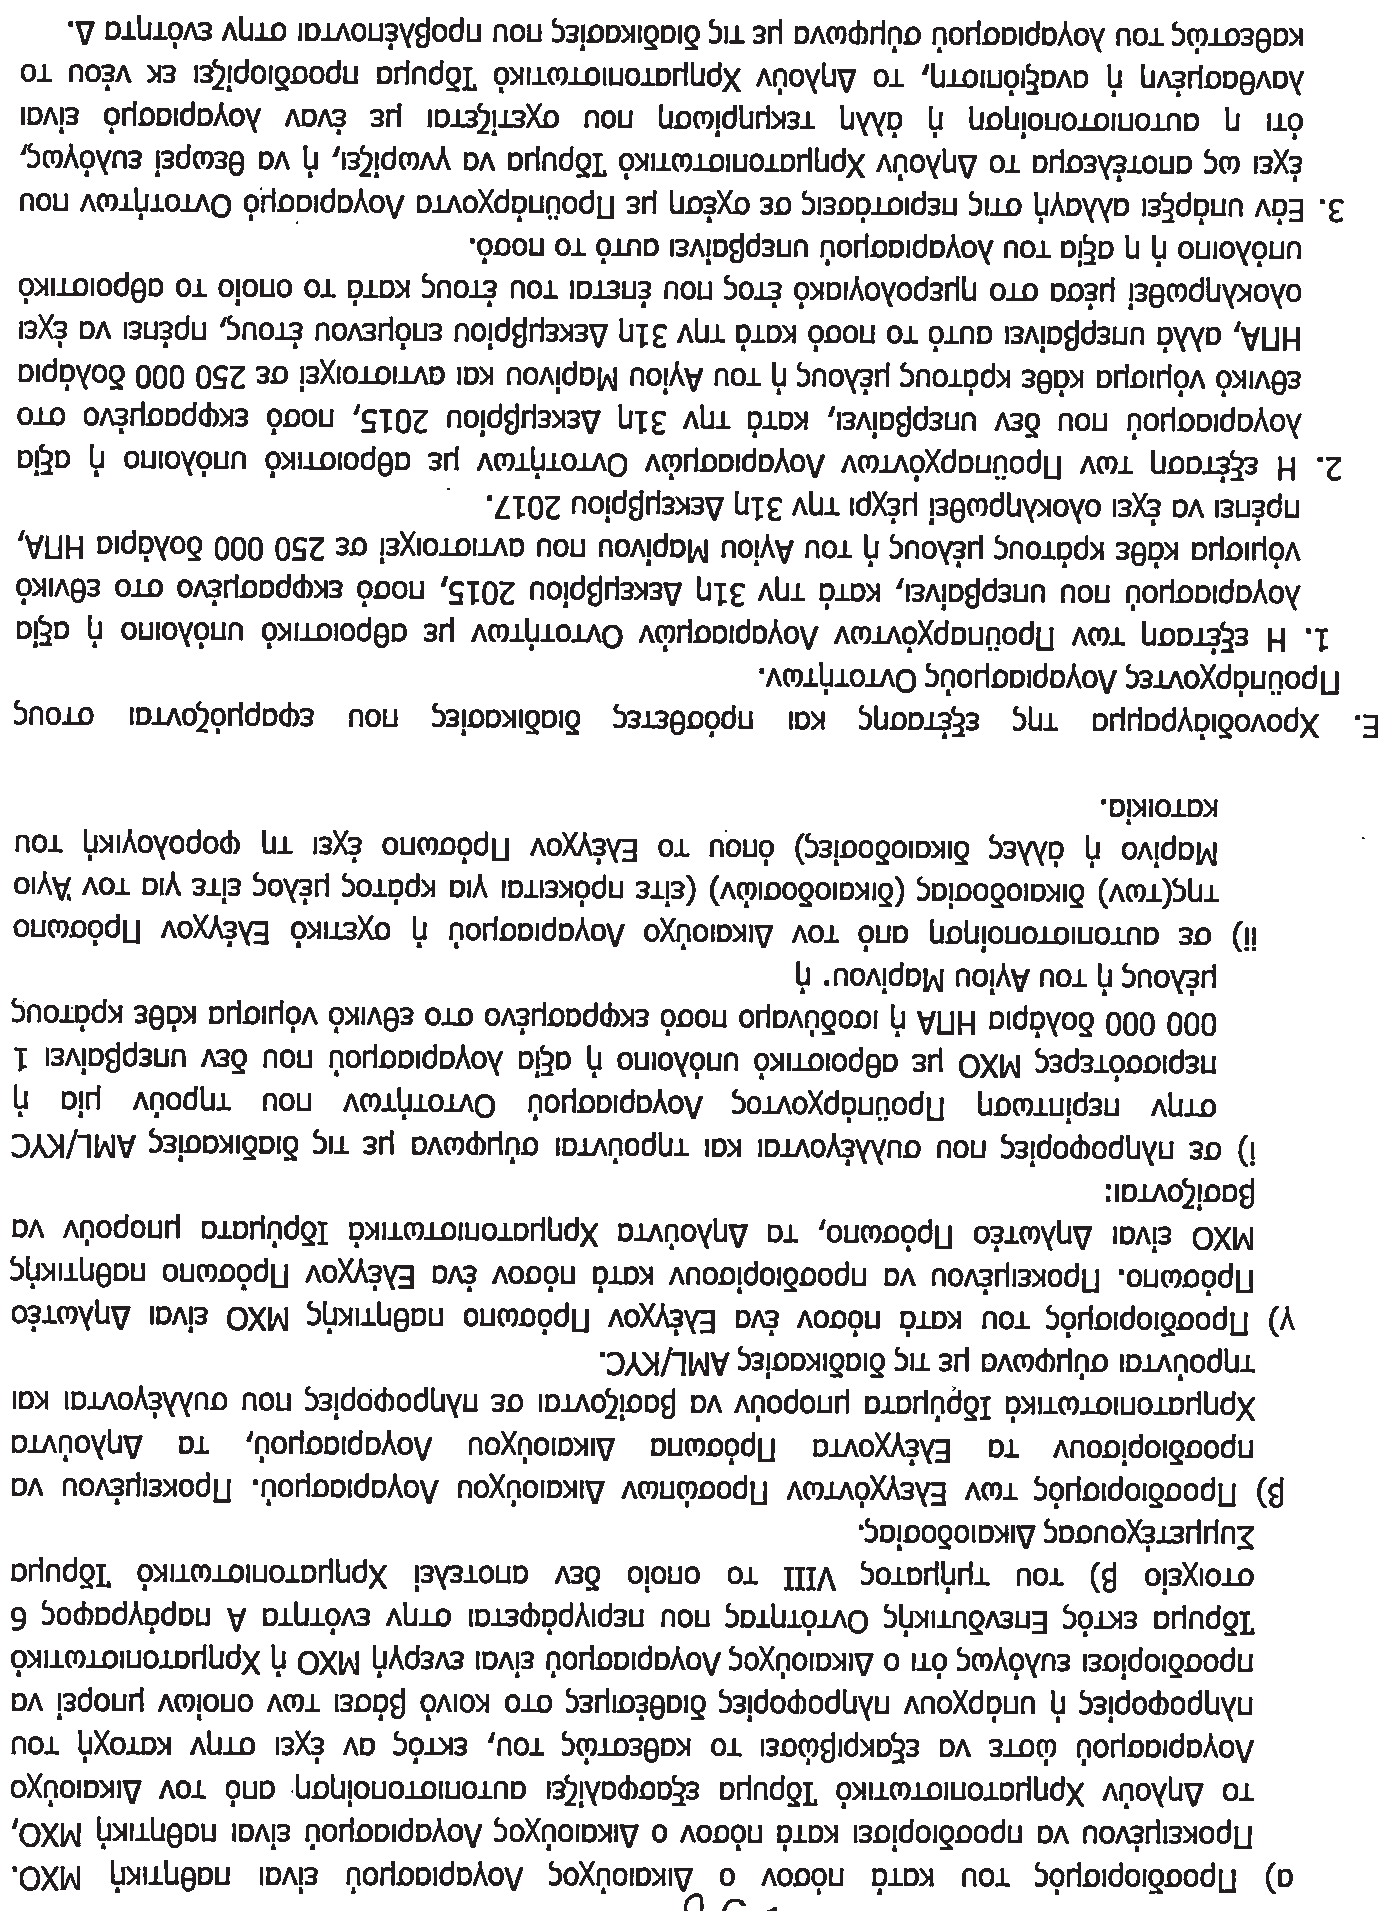 α) Προσδιορισμός του κατά πόσον ο Δικαιούχος Λογαριασμού είναι παθητική ΜΧΟ.
Προκειμένου να προσδιορίσει κατά πόσον ο Δικαιούχος Λογαριασμού είναι παθητική ΜΧΟ,
το Δηλούν Χρηματοπιστωτικό Ίδρυμα εξασφαλίζει αυτοπιστοποίηση από τον Δικαιούχο
Λογαριασμού ώστε να εξακριβώσει το καθεστώς του, εκτός αν έχει στην κατοχή του
πληροφορίες ή υπάρχουν πληροφορίες διαθέσιμες στο κοινό βάσει των οποίων μπορεί να
προσδιορίσει ευλόγως ότι ο Δικαιούχος Λογαριασμού είναι ενεργή ΜΧΟ ή Χρηματοπιστωτικό
Ίδρυμα εκτός Επενδυτικής Οντότητας που περιγράφεται στην ενότητα Α παράγραφος 6
στοιχείο β) του τμήματος VIII το οποίο δεν αποτελεί Χρηματοπιστωτικό Ίδρυμα
Συμμετέχουσας Δικαιοδοσίας.
β) Προσδιορισμός των Ελεγχόντων Προσώπων Δικαιούχου Λογαριασμού. Προκειμένου να
προσδιορίσουν τα Ελέγχοντα Πρόσωπα Δικαιούχου Λογαριασμού, τα Δηλούντα
Χρηματοπιστωτικά Ιδρύματα μπορούν να βασίζονται σε πληροφορίες που συλλέγονται και
τηρούνται σύμφωνα με τις διαδικασίες AML/KYC.
γ) Προσδιορισμός του κατά πόσον ένα Ελέγχον Πρόσωπο παθητικής ΜΧΟ είναι Δηλωτέο
Πρόσωπο. Προκειμένου να προσδιορίσουν κατά πόσον ένα Ελέγχον Πρόσωπο παθητικής
ΜΧΟ είναι Δηλωτέο Πρόσωπο, τα Δηλούντα Χρηματοπιστωτικά Ιδρύματα μπορούν να
βασίζονται:
i) σε πληροφορίες που συλλέγονται και τηρούνται σύμφωνα με τις διαδικασίες AML/KYC
στην περίπτωση Προϋπάρχοντος Λογαριασμού Οντοτήτων που τηρούν μία ή
περισσότερες ΜΧΟ με αθροιστικό υπόλοιπο ή αξία λογαριασμού που δεν υπερβαίνει 1
000 000 δολάρια ΗΠΑ ή ισοδύναμο ποσό εκφρασμένο στο εθνικό νόμισμα κάθε κράτους
μέλους ή του Αγίου Μαρίνου· ή
ii) σε αυτοπιστοποίηση από τον Δικαιούχο Λογαριασμού ή σχετικό Ελέγχον Πρόσωπο
της(των) δικαιοδοσίας (δικαιοδοσιών) (είτε πρόκειται για κράτος μέλος είτε για τον Άγιο
Μαρίνο ή άλλες δικαιοδοσίες) όπου το Ελέγχον Πρόσωπο έχει τη φορολογική του
κατοικία.
Ε. Χρονοδιάγραμμα της εξέτασης και πρόσθετες διαδικασίες που εφαρμόζονται στους
Προϋπάρχοντες Λογαριασμούς Οντοτήτων.
1. Η εξέταση των Προϋπαρχόντων Λογαριασμών Οντοτήτων με αθροιστικό υπόλοιπο ή αξία
λογαριασμού που υπερβαίνει, κατά την 31η Δεκεμβρίου 2015, ποσό εκφρασμένο στο εθνικό
νόμισμα κάθε κράτους μέλους ή του Αγίου Μαρίνου που αντιστοιχεί σε 250 000 δολάρια ΗΠΑ,
πρέπει να έχει ολοκληρωθεί μέχρι την 31η Δεκεμβρίου 2017.
2. Η εξέταση των Προϋπαρχόντων Λογαριασμών Οντοτήτων με αθροιστικό υπόλοιπο ή αξία
λογαριασμού που δεν υπερβαίνει, κατά την 31η Δεκεμβρίου 2015, ποσό εκφρασμένο στο
εθνικό νόμισμα κάθε κράτους μέλους ή του Αγίου Μαρίνου και αντιστοιχεί σε 250 000 δολάρια
ΗΠΑ, αλλά υπερβαίνει αυτό το ποσό κατά την 31η Δεκεμβρίου επόμενου έτους, πρέπει να έχει
ολοκληρωθεί μέσα στο ημερολογιακό έτος που έπεται του έτους κατά το οποίο το αθροιστικό
υπόλοιπο ή η αξία του λογαριασμού υπερβαίνει αυτό το ποσό.
3. Εάν υπάρξει αλλαγή στις περιστάσεις σε σχέση με Προϋπάρχοντα Λογαριασμό Οντοτήτων που
έχει ως αποτέλεσμα το Δηλούν Χρηματοπιστωτικό Ίδρυμα να γνωρίζει, ή να θεωρεί ευλόγως,
ότι η αυτοπιστοποίηση ή άλλη τεκμηρίωση που σχετίζεται με έναν λογαριασμό είναι
λανθασμένη ή αναξιόπιστη, το Δηλούν Χρηματοπιστωτικό Ίδρυμα προσδιορίζει εκ νέου το
καθεστώς του λογαριασμού σύμφωνα με τις διαδικασίες που προβλέπονται στην ενότητα Δ.